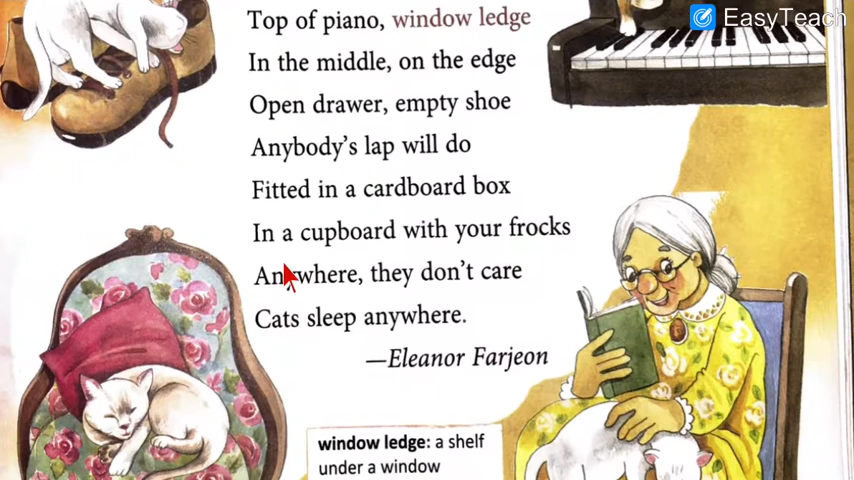 EasyTeach
Top of piano, window ledge
In the middle, on the edge
Open drawer, empty shoe
Anybody's lap will do
Fitted in a cardboard box
In a cupboard with your frocks
Anywhere, they don't care
Cats sleep anywhere.
—Eleanor Farjeon
window ledge: a shelf
under a window